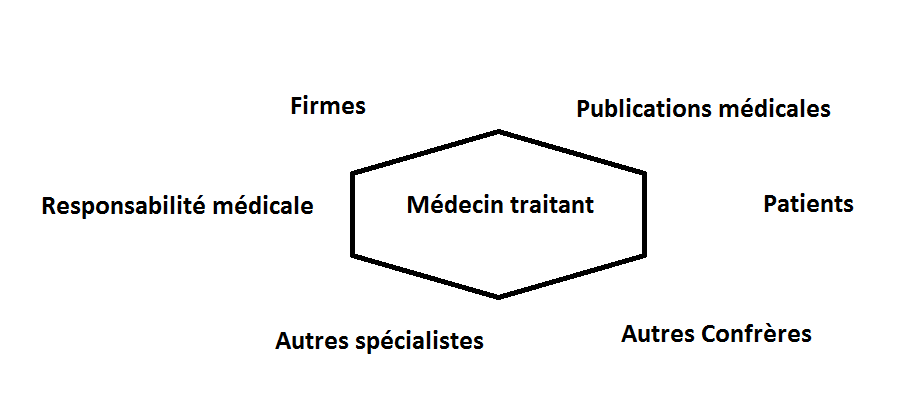 Firmes
Publications médicales
Responsabilité médicale
Médecin traitant
Patients
Autres spécialistes
Autres Confrères